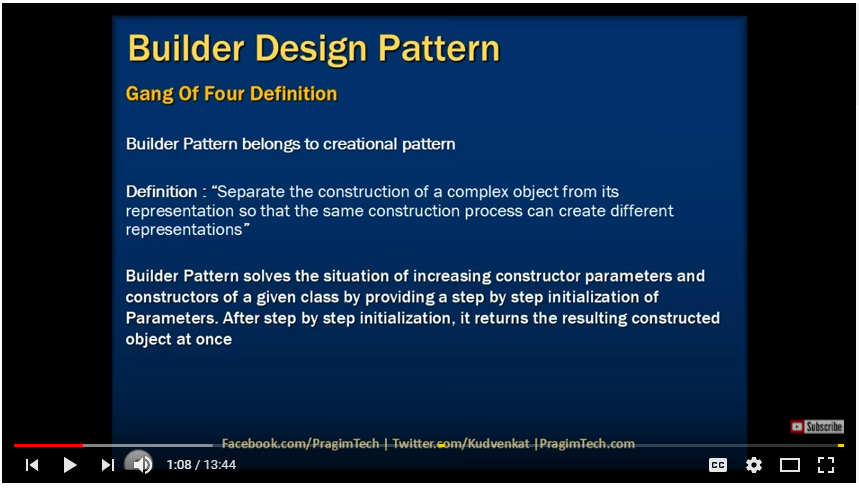 Builder Design Pattern
Gang Of Four Definition
Builder Pattern belongs to creational pattern
Definition : “Separate the construction of a complex object from its
representation so that the same construction process can create different
representations”
Builder Pattern solves the situation of increasing constructor parameters and
constructors of a given class by providing a step by step initialization of
Parameters. After step by step initialization, it returns the resulting constructed
object at once
Subscribe
Facebook.com/PragimTech | Twitter.com/Kudvenkat |PragimTech.com
1:08 / 13:44
CC